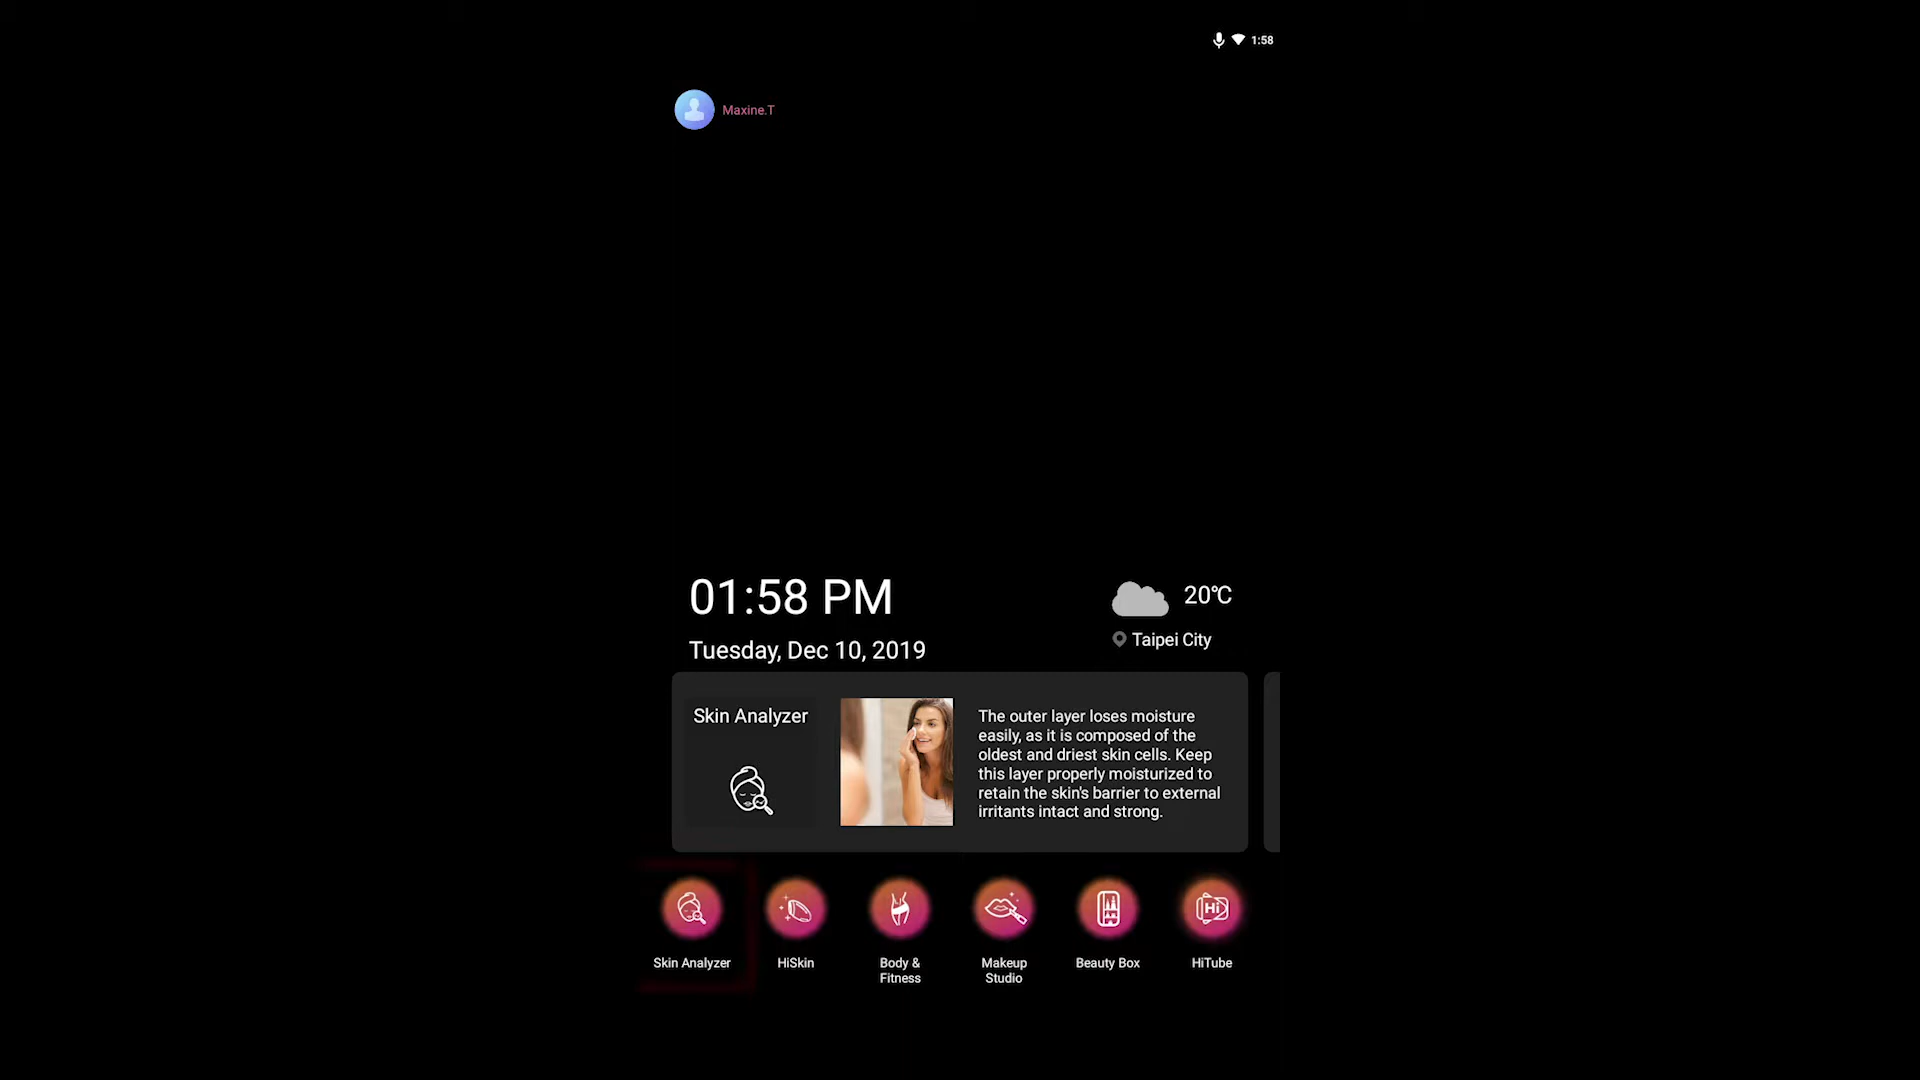 1:58
Maxine.T
01:58 PM
20℃
Tuesday, Dec 10, 2019
Taipei City
Skin Analyzer
The outer layer loses moisture
easily, as it is composed of the
oldest and driest skin cells. Keep
this layer properly moisturized to
retain the skin's barrier to external
irritants intact and strong.
Hi
Skin Analyzer
HiSkin
Body &
Fitness
Makeup
Studio
Beauty Box
HiTube